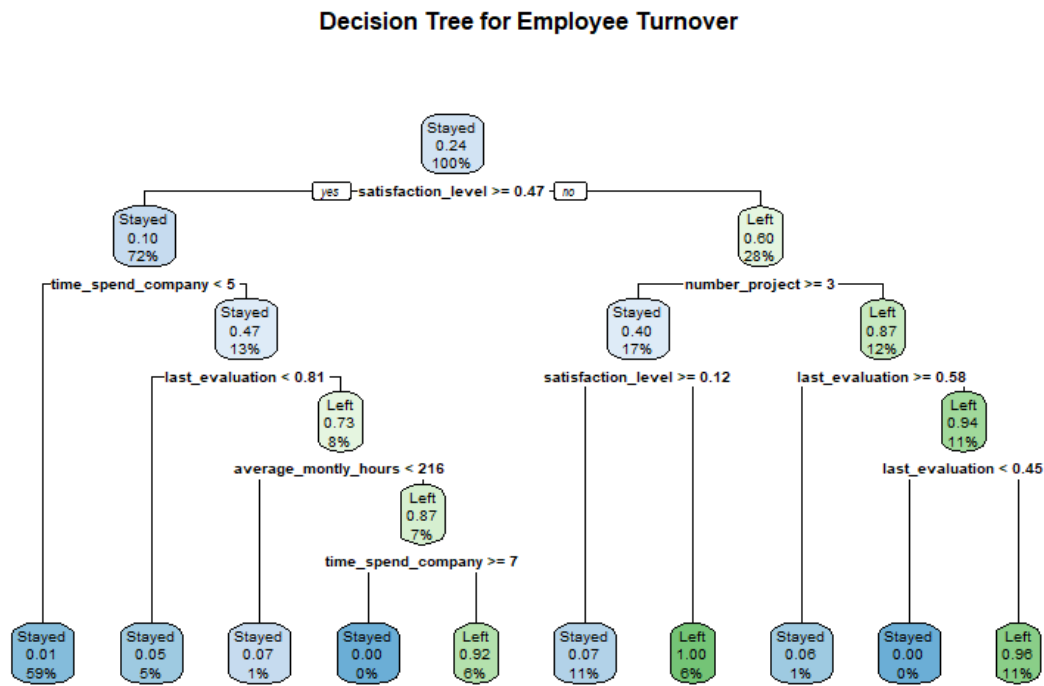 Decision Tree for Employee Turnover
Stayed
0.24
100%
yes
satisfaction_level >= 0.47
no
Stayed
0.10
72%
Left
0.60
28%
time_spend_company < 5
number_project >= 3
Stayed
0.47
13%
Stayed
0.40
17%
Left
0.87
12%
last_evaluation < 0.81
satisfaction_level >= 0.12
last_evaluation >= 0.58
Left
0.73
8%
Left
0.94
11%
average_montly_hours < 216
last_evaluation < 0.45
Left
0.87
7%
time_spend_company >= 7
Stayed
0.01
59%
Stayed
0.05
5%
Stayed
0.07
1%
Stayed
0.00
0%
Left
0.92
6%
Stayed
0.07
11%
Left
1.00
6%
Stayed
0.06
1%
Stayed
0.00
0%
Left
0.96
11%